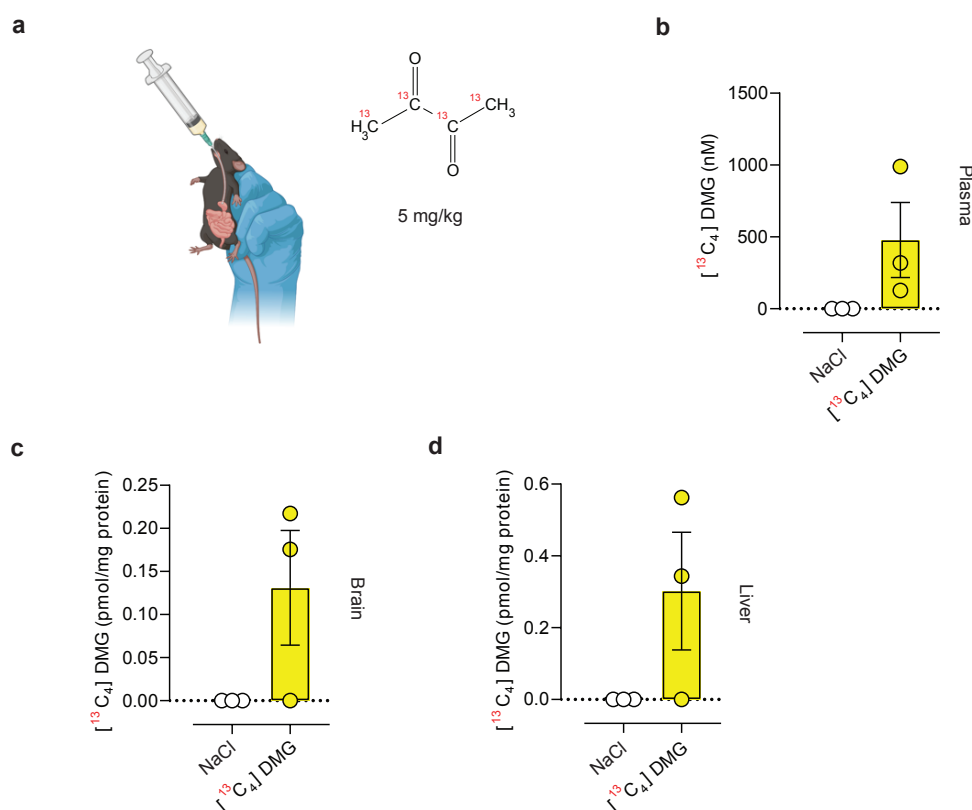 a
O
13
13
13
13
H3C
C
C
CH3
O
5 mg/kg
b
[13C4] DMG (nM)
1500
1000
500
0
NaCl
[13C4] DMG
Plasma
c
[13C4] DMG (pmol/mg protein)
0.25
0.20
0.15
0.10
0.05
0.00
NaCl
[13C4] DMG
Brain
d
[13C4] DMG (pmol/mg protein)
0.6
0.4
0.2
0.0
NaCl
[13C4] DMG
Liver